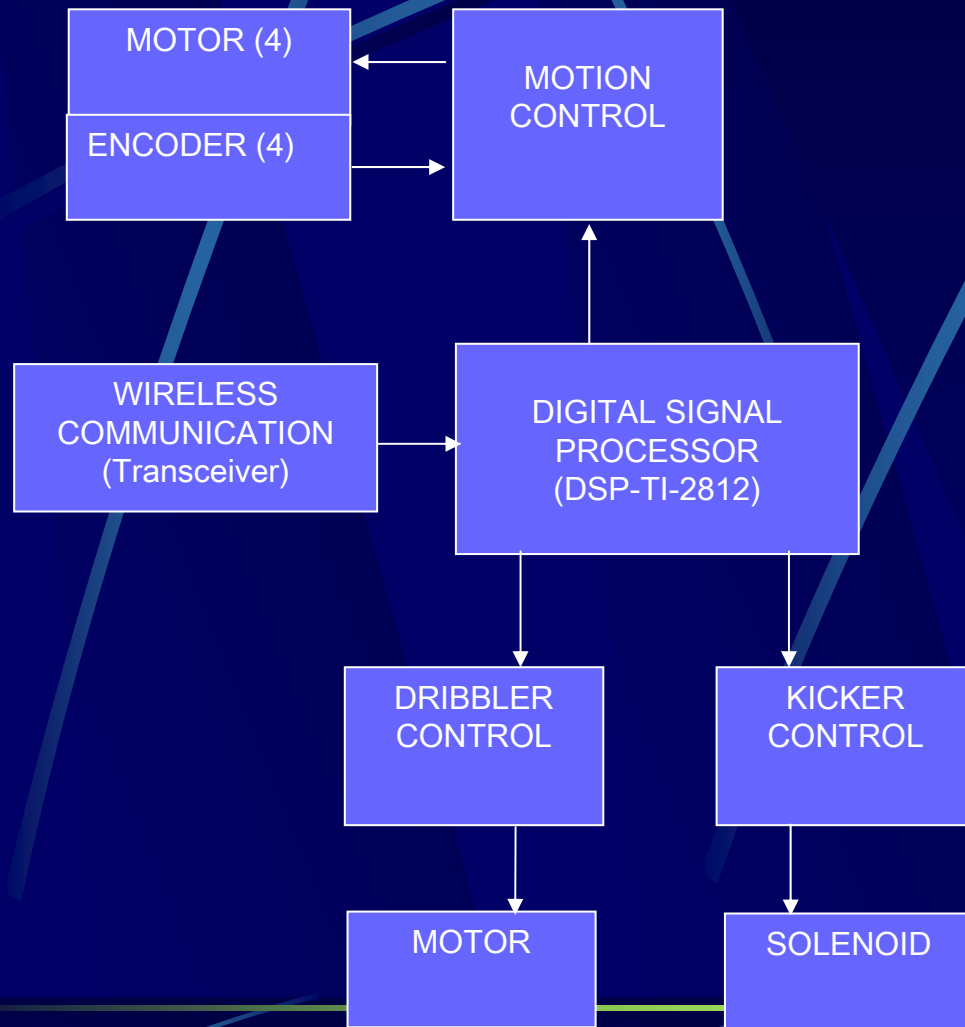 MOTOR (4)
MOTION
CONTROL
ENCODER (4)
WIRELESS
COMMUNICATION
(Transceiver)
DIGITAL SIGNAL
PROCESSOR
(DSP-TI-2812)
DRIBBLER
CONTROL
KICKER
CONTROL
MOTOR
SOLENOID